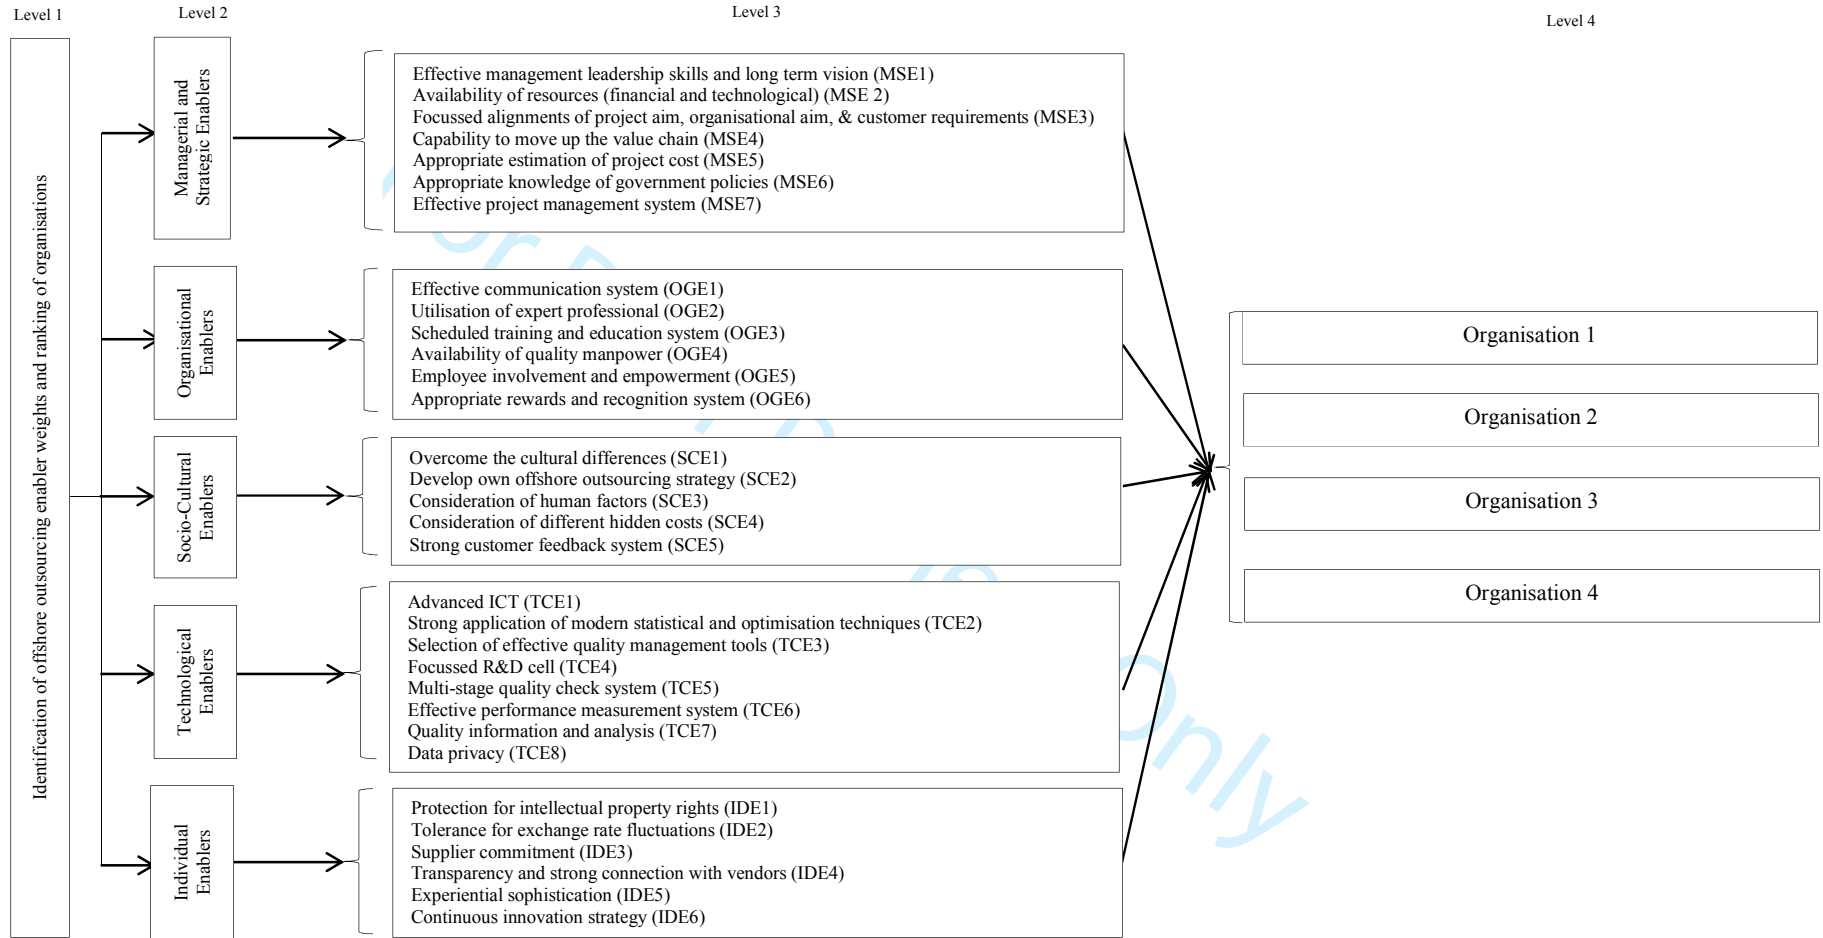 Level 1
Level 2
Level 3
Level 4
Identification of offshore outsourcing enabler weights and ranking of organisations
Managerial and
Strategic Enablers
Effective management leadership skills and long term vision (MSE1)
Availability of resources (financial and technological) (MSE 2)
Focussed alignments of project aim, organisational aim, & customer requirements (MSE3)
Capability to move up the value chain (MSE4)
Appropriate estimation of project cost (MSE5)
Appropriate knowledge of government policies (MSE6)
Effective project management system (MSE7)
Organisational
Enablers
Effective communication system (OGE1)
Utilisation of expert professional (OGE2)
Scheduled training and education system (OGE3)
Availability of quality manpower (OGE4)
Employee involvement and empowerment (OGE5)
Appropriate rewards and recognition system (OGE6)
Socio-Cultural
Enablers
Overcome the cultural differences (SCE1)
Develop own offshore outsourcing strategy (SCE2)
Consideration of human factors (SCE3)
Consideration of different hidden costs (SCE4)
Strong customer feedback system (SCE5)
Technological
Enablers
Advanced ICT (TCE1)
Strong application of modern statistical and optimisation techniques (TCE2)
Selection of effective quality management tools (TCE3)
Focussed R&D cell (TCE4)
Multi-stage quality check system (TCE5)
Effective performance measurement system (TCE6)
Quality information and analysis (TCE7)
Data privacy (TCE8)
Individual
Enablers
Protection for intellectual property rights (IDE1)
Tolerance for exchange rate fluctuations (IDE2)
Supplier commitment (IDE3)
Transparency and strong connection with vendors (IDE4)
Experiential sophistication (IDE5)
Continuous innovation strategy (IDE6)
Organisation 1
Organisation 2
Organisation 3
Organisation 4
Only